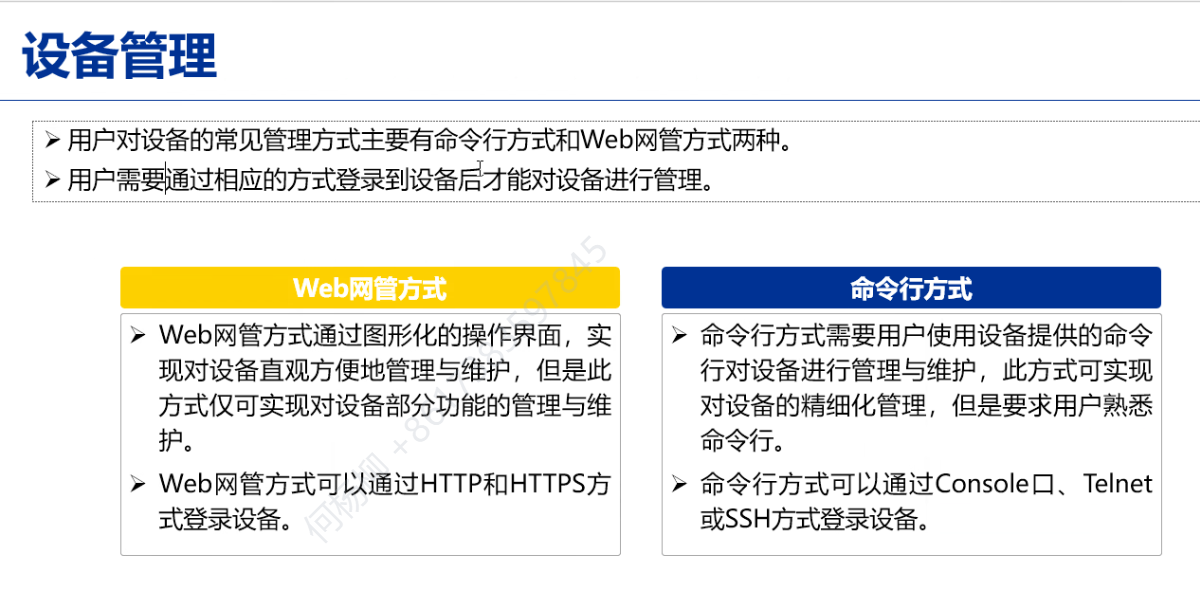 设备管理
➢ 用户对设备的常见管理方式主要有命令行方式和Web网管方式两种。
➢ 用户需要通过相应的方式登录到设备后才能对设备进行管理。
Web网管方式
➢ Web网管方式通过图形化的操作界面，实
现对设备直观方便地管理与维护，但是此
方式仅可实现对设备部分功能的管理与维
护。
➢ Web网管方式可以通过HTTP和HTTPS方
式登录设备。
命令行方式
➢ 命令行方式需要用户使用设备提供的命令
行对设备进行管理与维护，此方式可实现
对设备的精细化管理，但是要求用户熟悉
命令行。
➢ 命令行方式可以通过Console口、Telnet
或SSH方式登录设备。